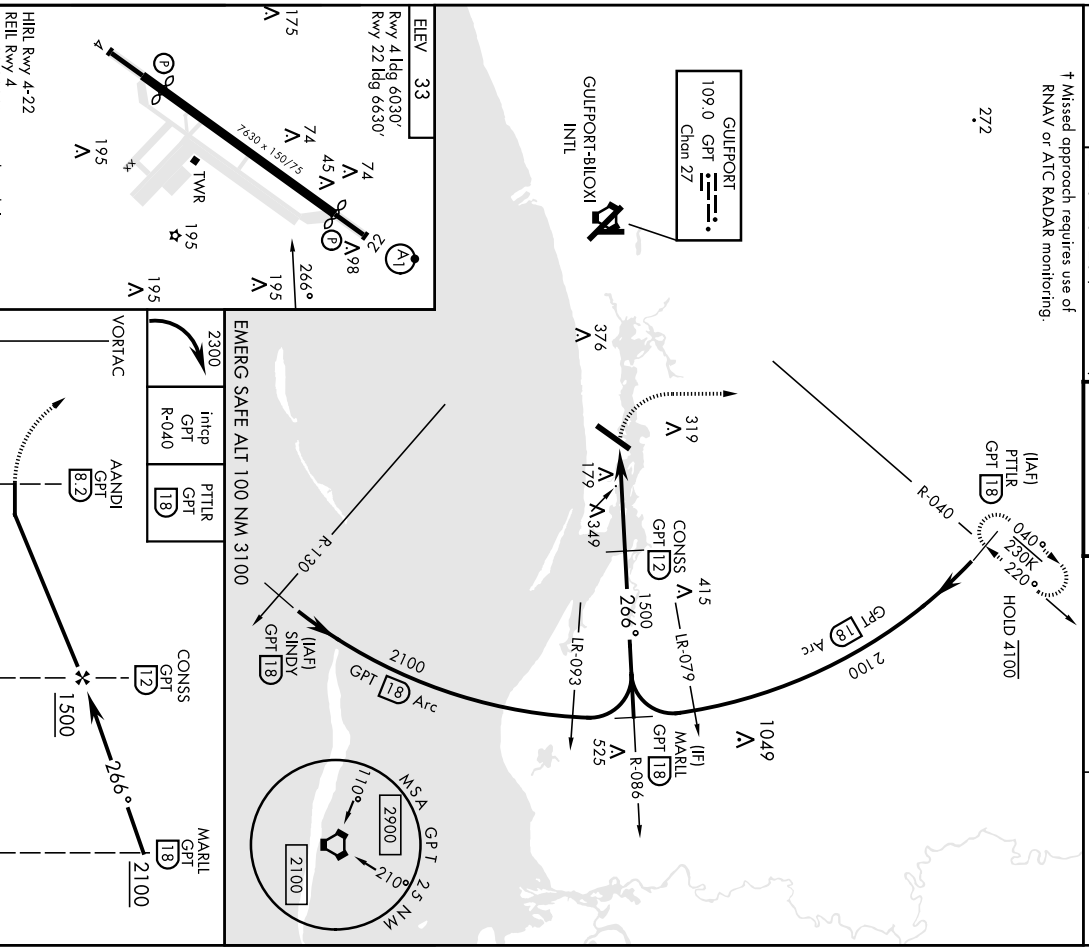 † Missed approach requires use of
RNAV or ATC RADAR monitoring.
272
GULFPORT
109.0 GPT
Chan 27
GULFPORT-BILOXI
INTL
(IAF)
PTTLR
GPT 18
R-040
040°
230K
220°
HOLD 4100
GPT 18 Arc
2100
1049
376
319
179
349
CONSS
GPT 12
415
1500
266°
LR-079
LR-093
(IF)
MARLL
GPT 18
R-086
525
R-130
(IAF)
SINDY
GPT 18
2100
GPT 18 Arc
MSA GPT 25 NM
110°
2900
210°
2100
EMERG SAFE ALT 100 NM 3100
ELEV 33
Rwy 4 ldg 6030'
Rwy 22 ldg 6630'
175
P
4
7630 x 150/75
74
45
74
22
P
98
A1
195
TWR
195
266°
195
195
HIRL Rwy 4-22
REIL Rwy 4
2300
intcp
GPT
R-040
PTTLR
GPT
18
VORTAC
AANDI
GPT
8.2
CONSS
GPT
12
1500
266°
MARLL
GPT
18
2100